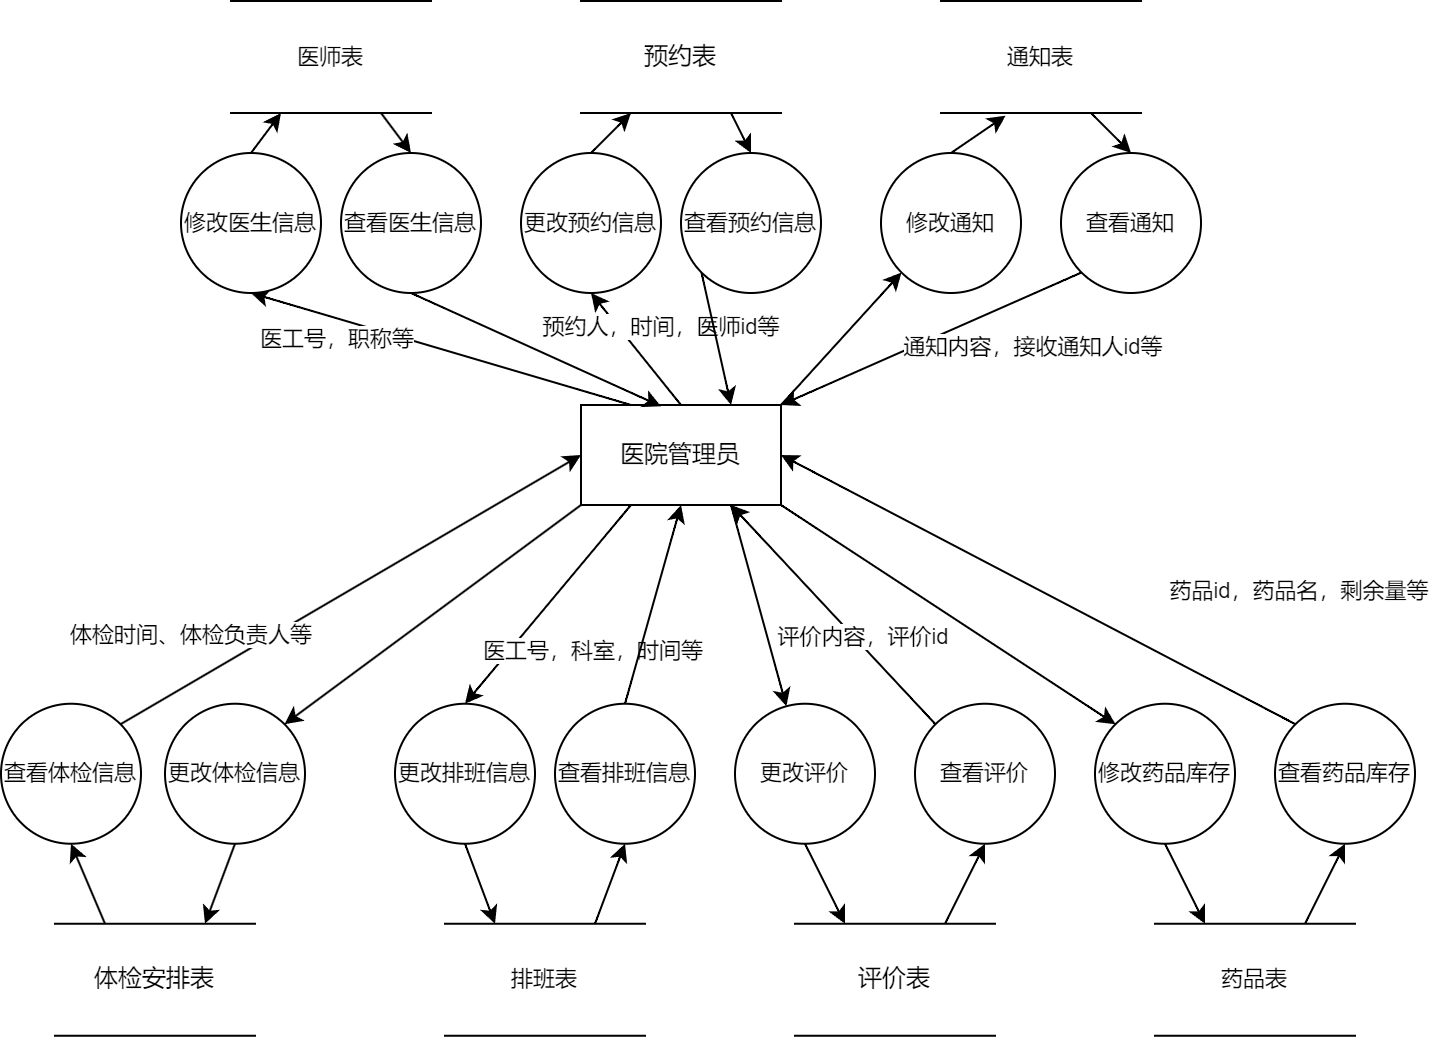 医师表
预约表
通知表
修改医生信息
查看医生信息
更改预约信息
查看预约信息
修改通知
查看通知
医工号，职称等
预约人，时间，医师id等
通知内容，接收通知人id等
医院管理员
药品id，药品名，剩余量等
体检时间、体检负责人等
医工号，科室，时间等
评价内容，评价id
查看体检信息
更改体检信息
更改排班信息
查看排班信息
更改评价
查看评价
修改药品库存
查看药品库存
体检安排表
排班表
评价表
药品表